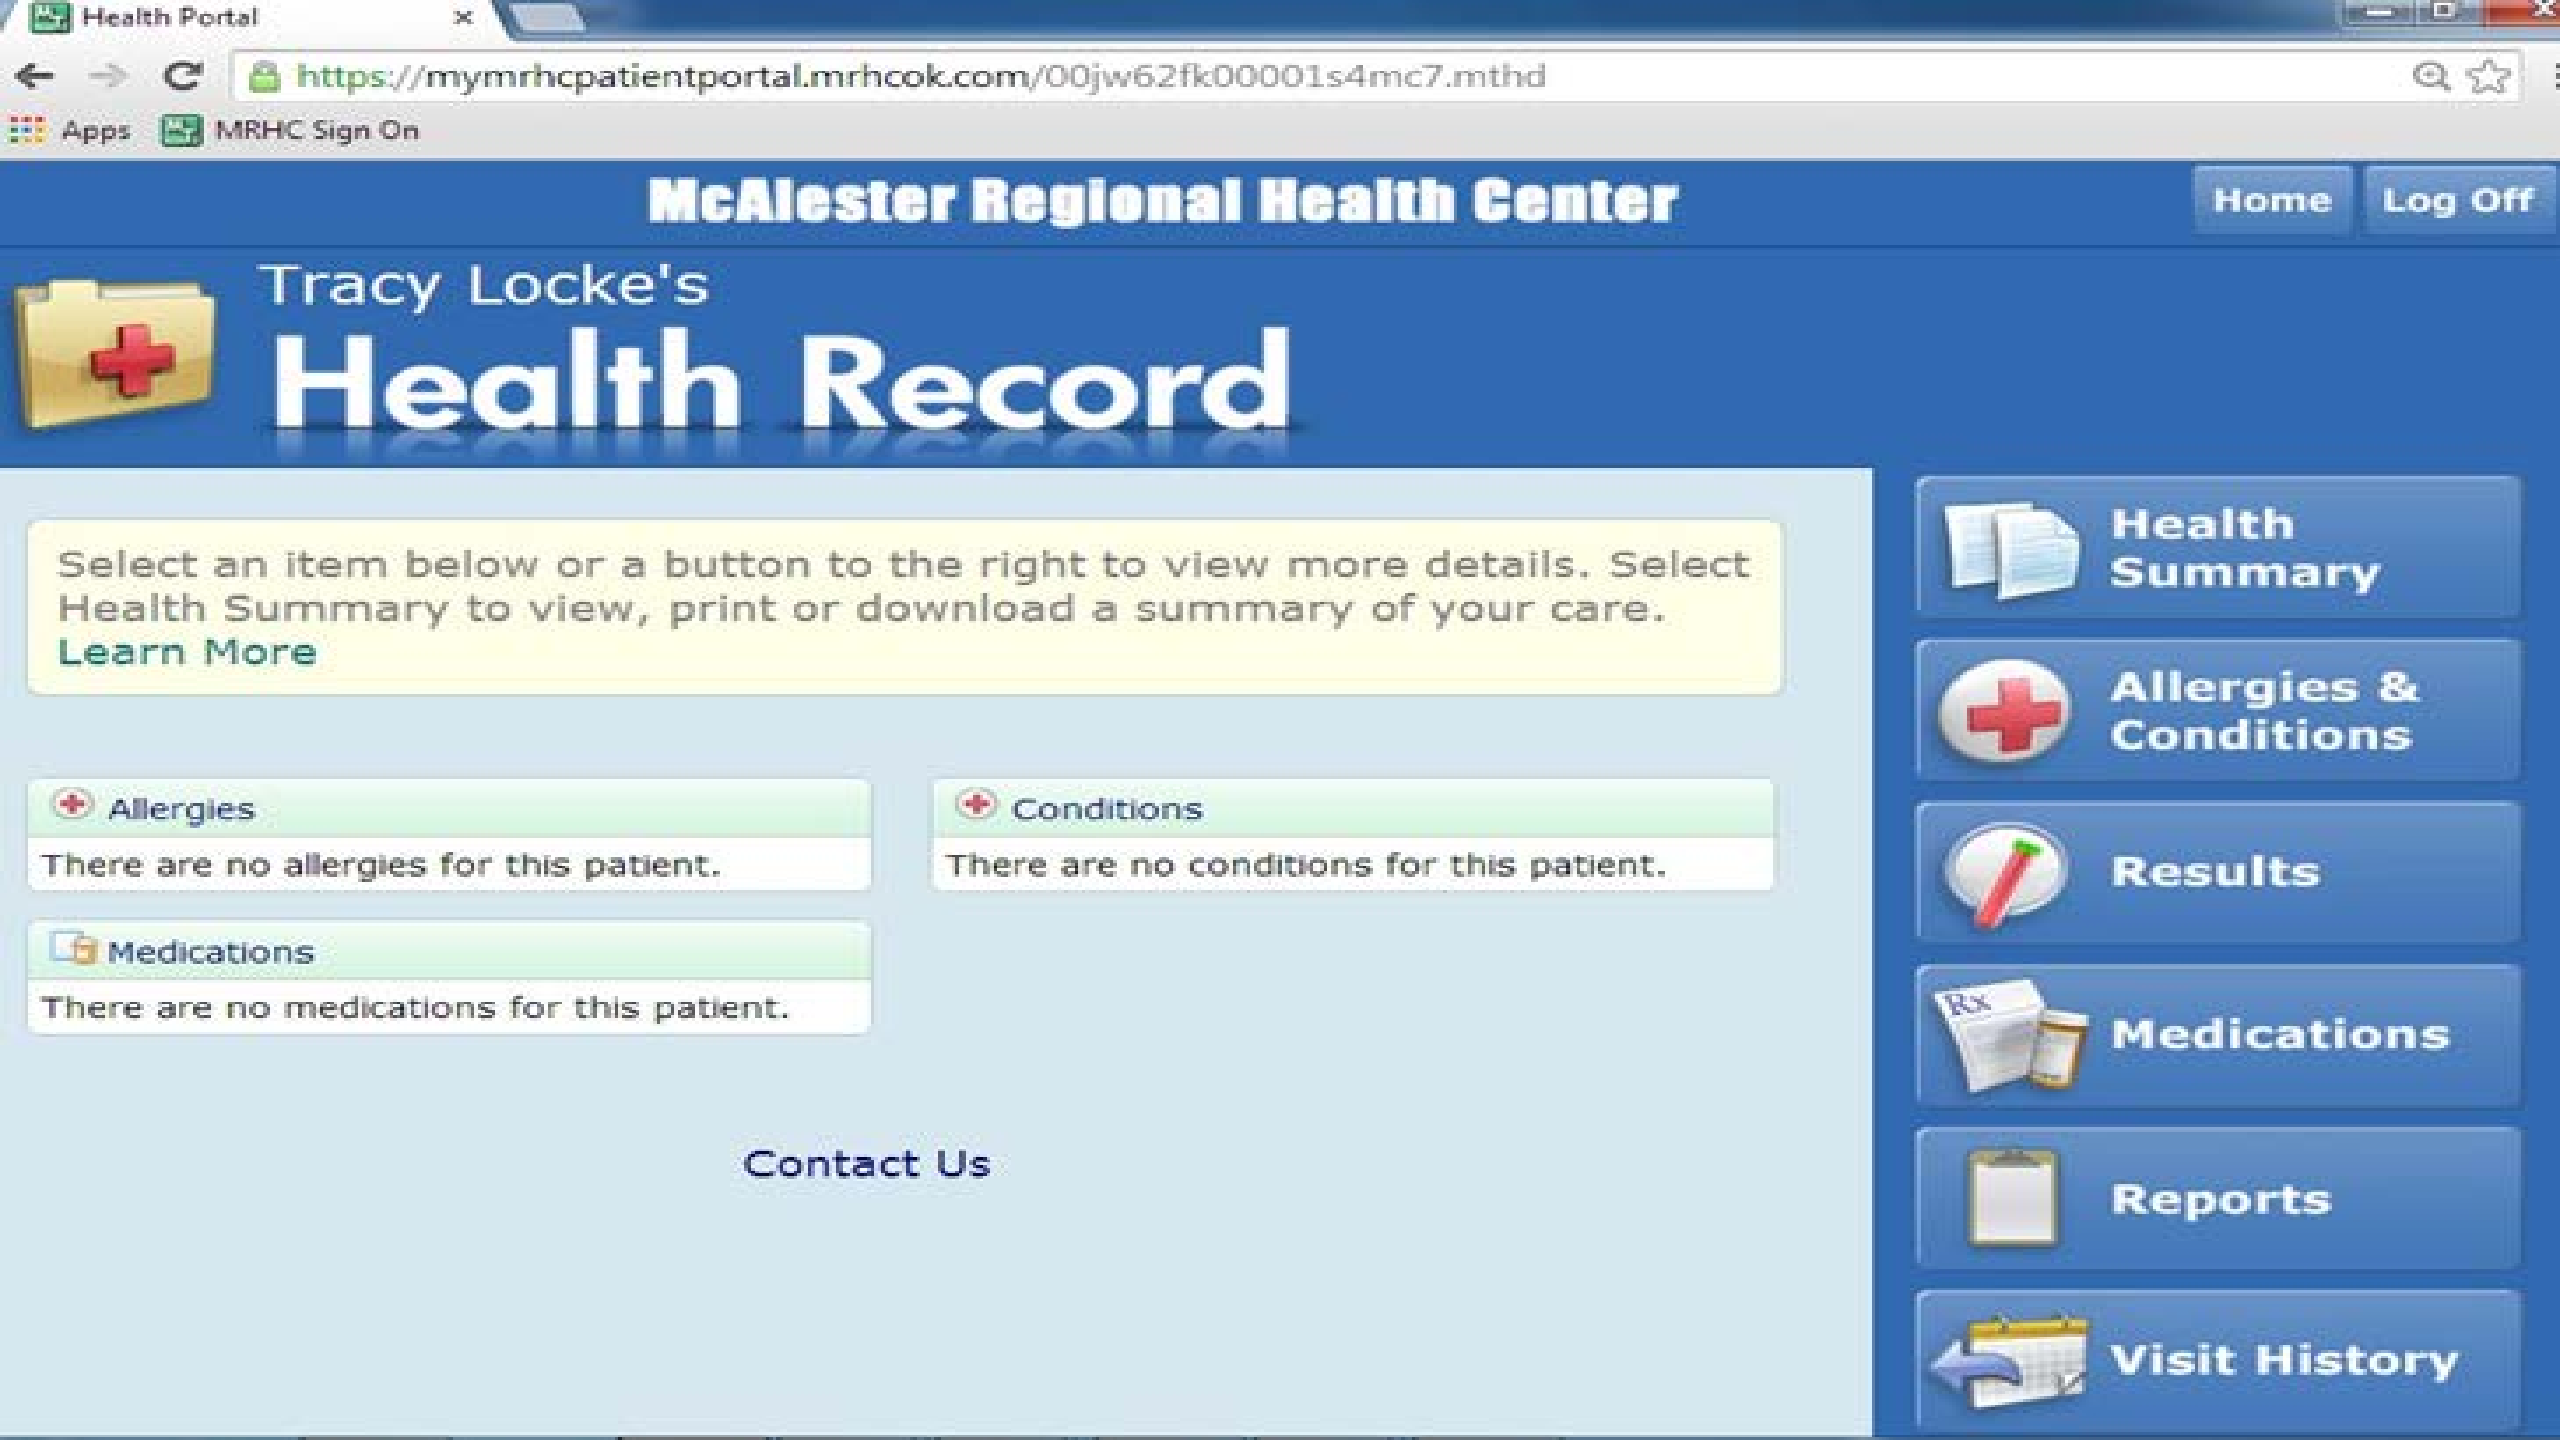 Health Portal
https://mymrhcpatientportal.mrhcok.com/00jw62fk00001s4mc7.mthd
Apps MRHC Sign On
McAlester Regional Health Center
Home Log Off
Tracy Locke's
Health Record
Select an item below or a button to the right to view more details. Select
Health Summary to view, print or download a summary of your care.
Learn More
Allergies
There are no allergies for this patient.
Conditions
There are no conditions for this patient.
Medications
There are no medications for this patient.
Contact Us
Health
Summary
Allergies &
Conditions
Results
Rx
Medications
Reports
Visit History